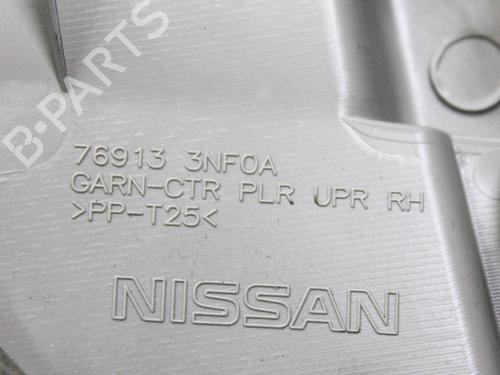 B-PARTS
76913 3NF0A
GARN-CTR PLR UPR RH
>PP-T25<
NISSAN